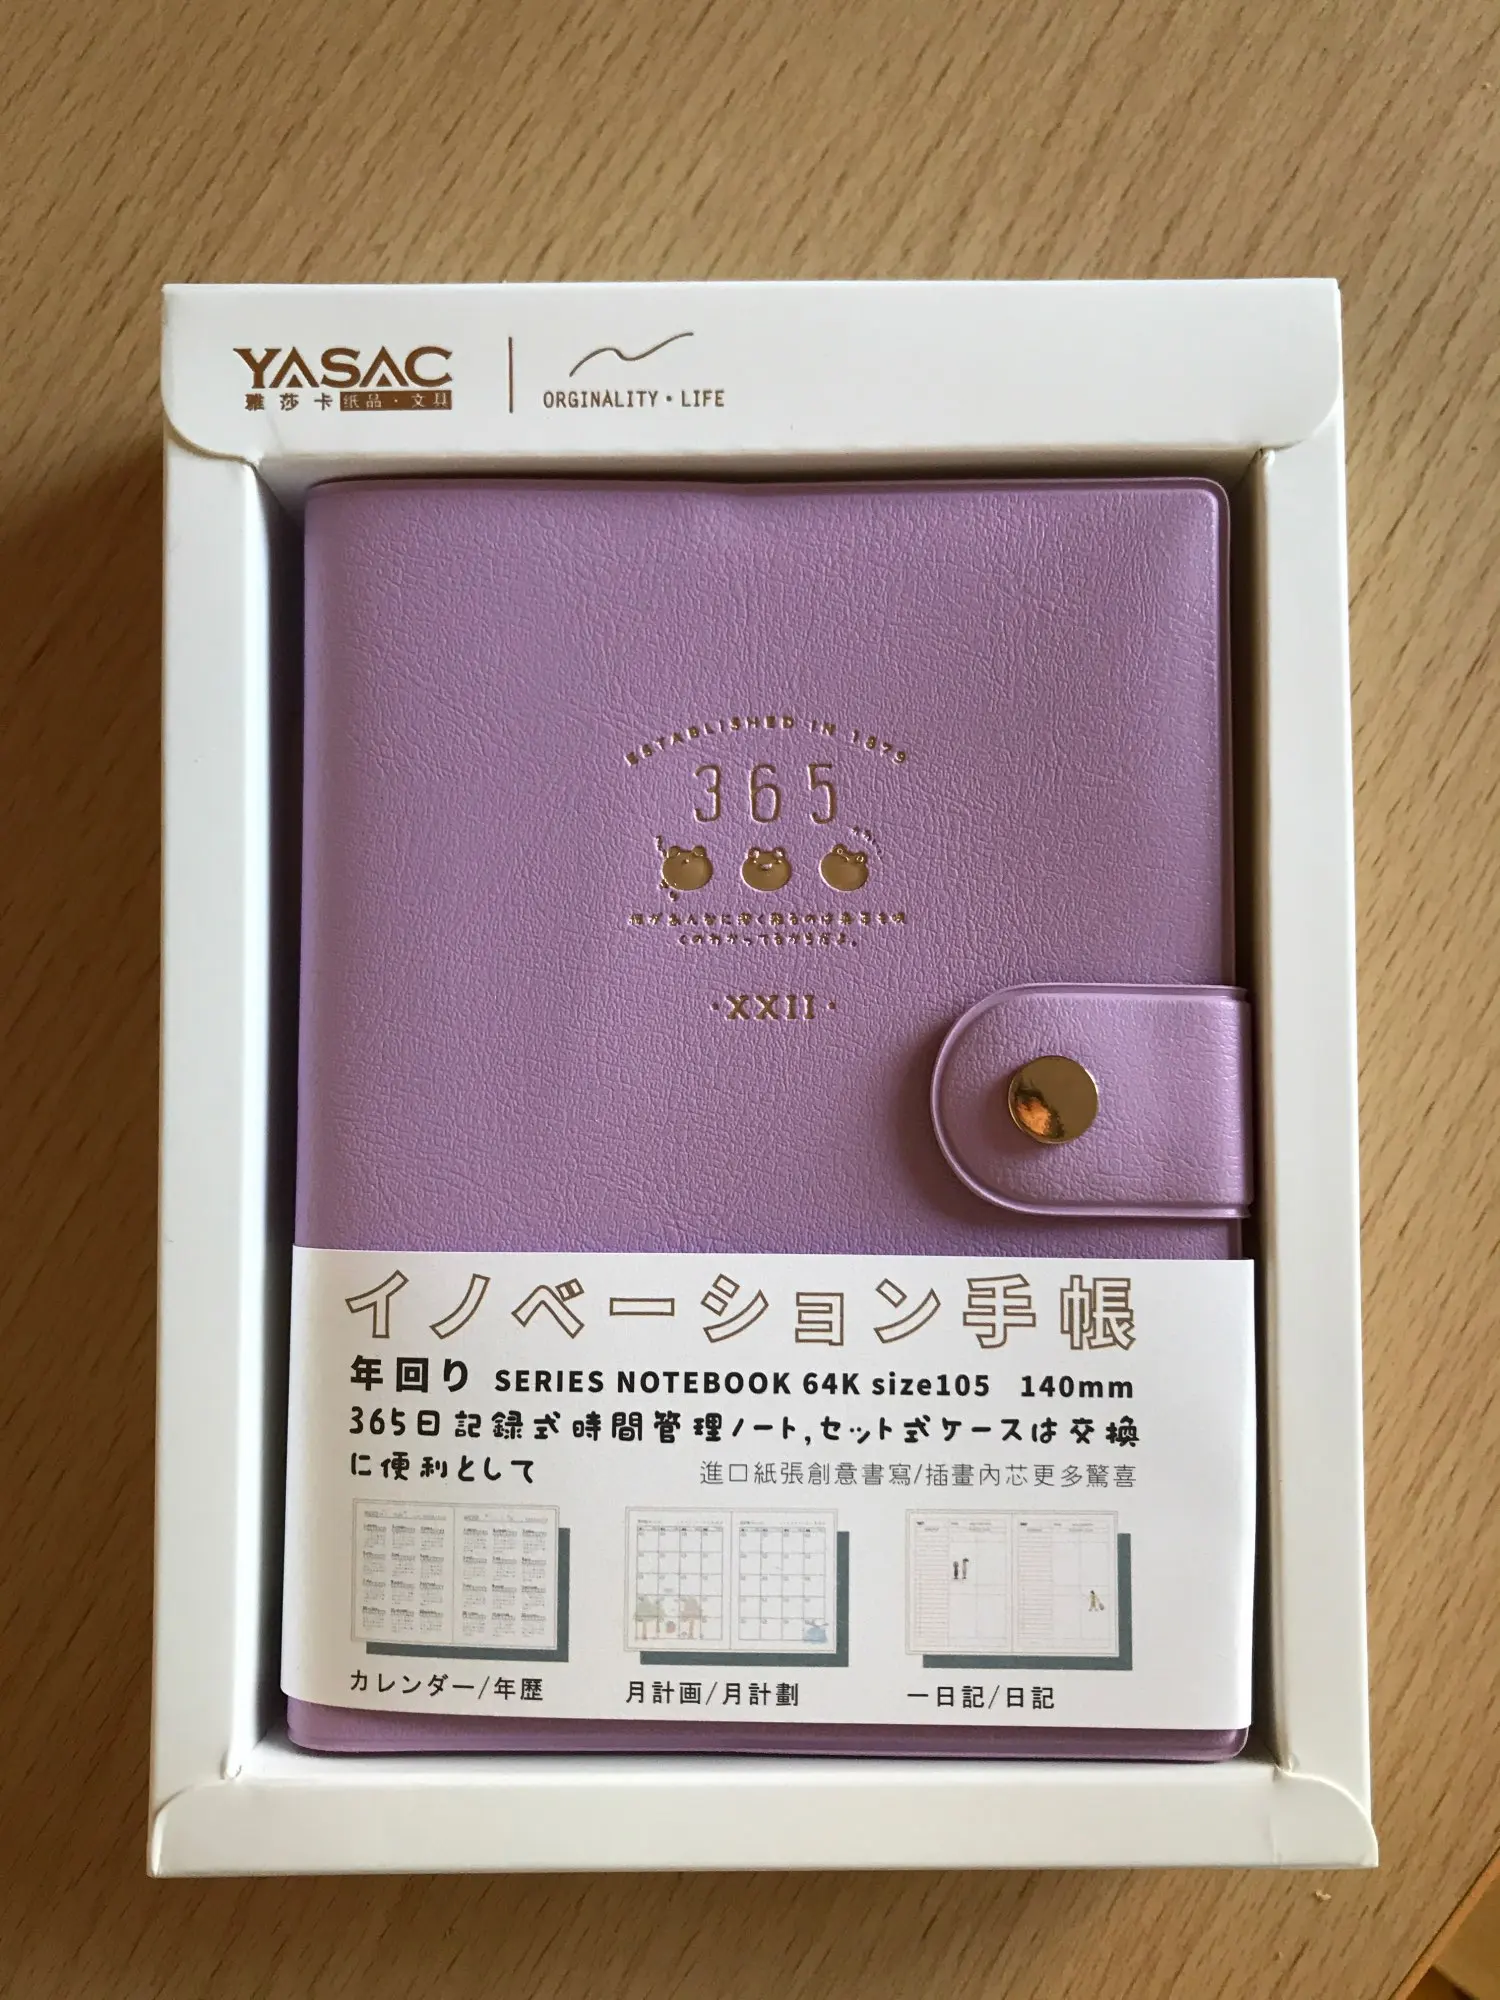 YASAC
雅莎卡 纸品·文具
ORGINALITY·LIFE
ESTABLISHED IN 1879
365
·XXII·
イノベーション手帳
年回り SERIES NOTEBOOK 64K size105 140mm
365日記録式時間管理ノート,セット式ケースは交換
に便利として
進口紙張創意書寫/插畫內芯更多驚喜
カレンダー/年歷
月計画/月計劃
一日記/日記